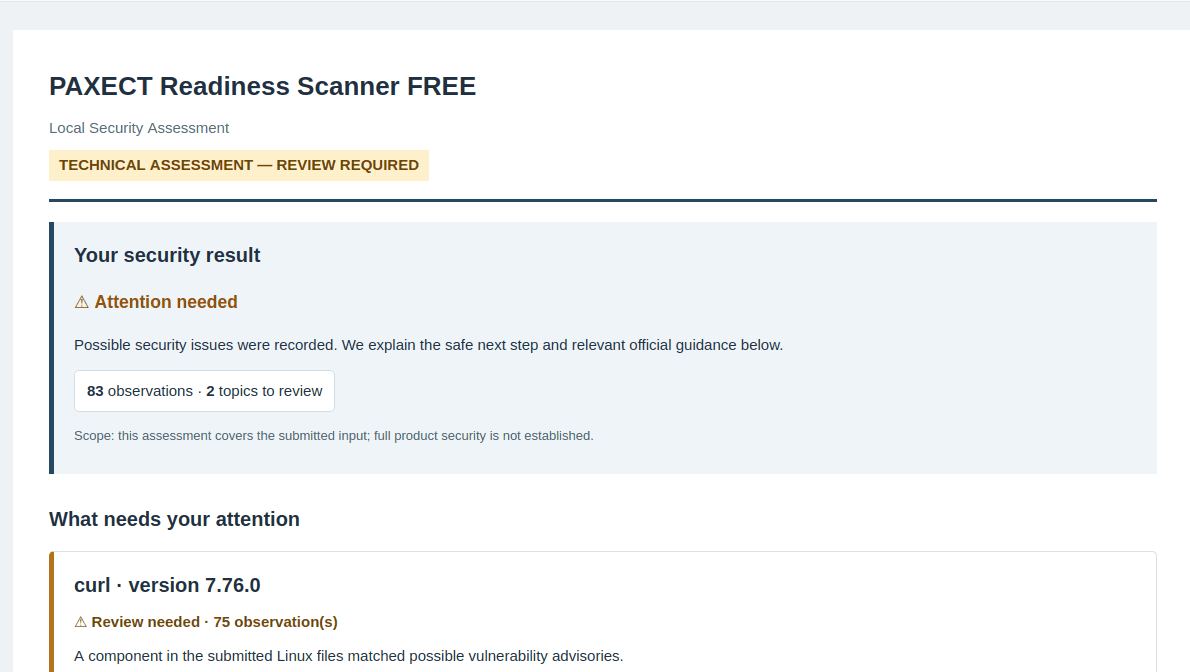 PAXECT Readiness Scanner FREE
Local Security Assessment
TECHNICAL ASSESSMENT — REVIEW REQUIRED
Your security result
⚠ Attention needed
Possible security issues were recorded. We explain the safe next step and relevant official guidance below.
83 observations · 2 topics to review
Scope: this assessment covers the submitted input; full product security is not established.
What needs your attention
curl · version 7.76.0
⚠ Review needed · 75 observation(s)
A component in the submitted Linux files matched possible vulnerability advisories.